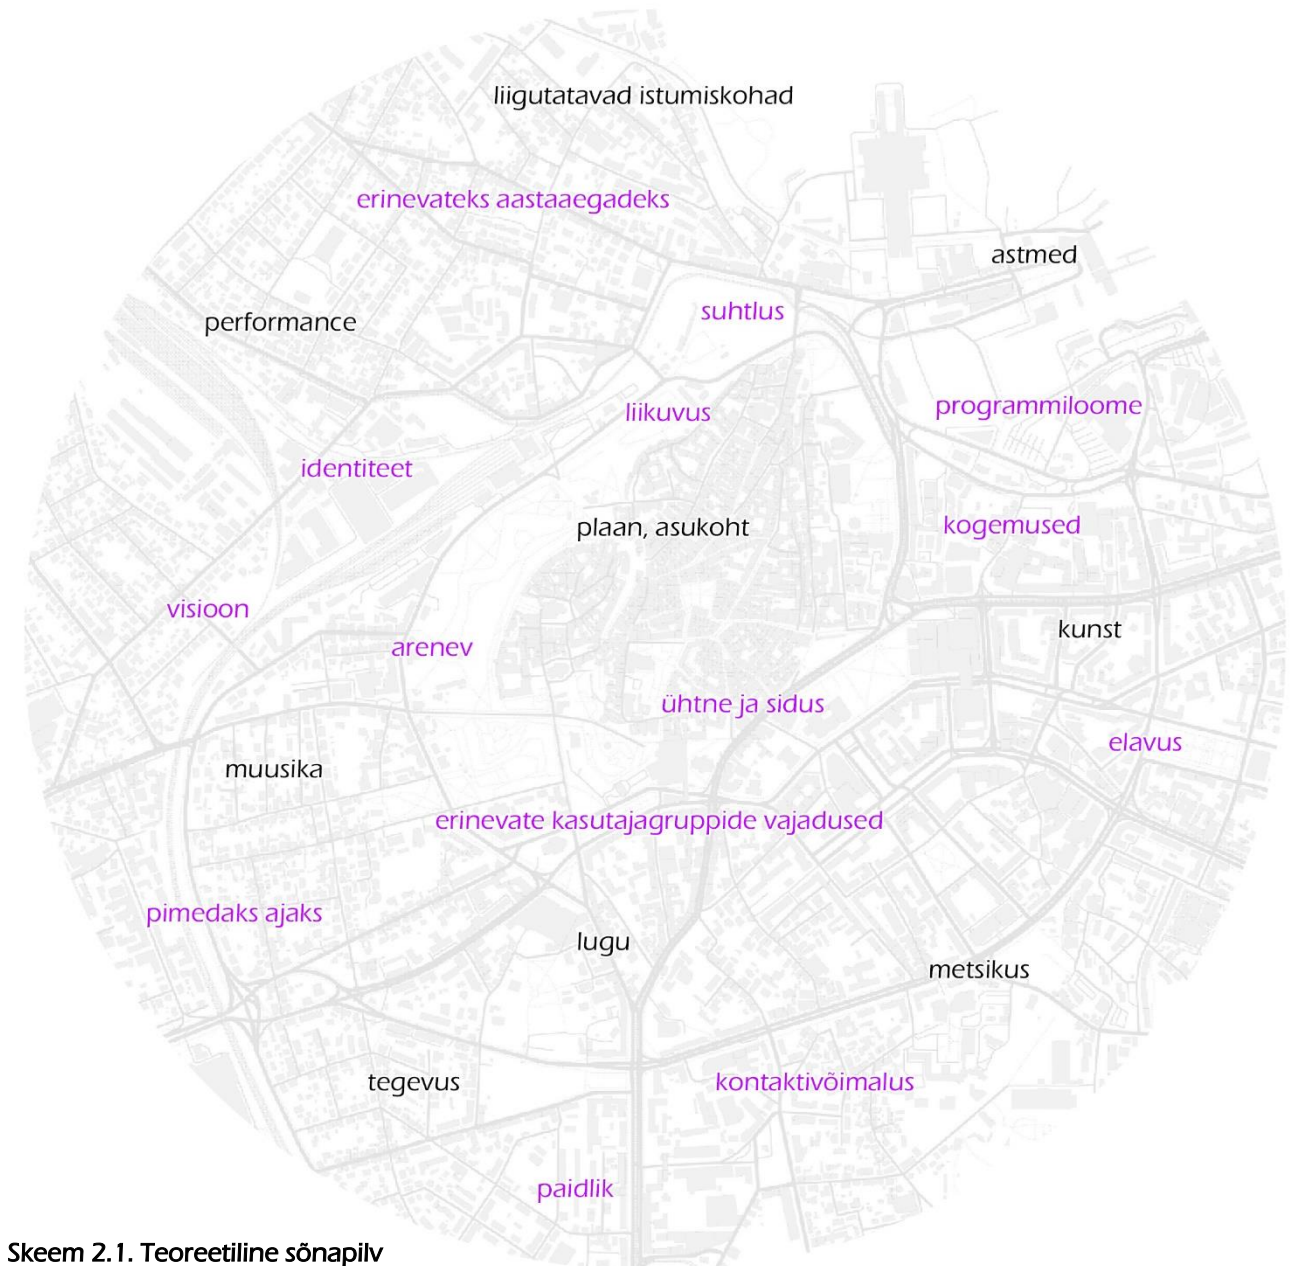 liigutatavad istumiskohad
erinevateks aastaaegadeks
astmed
suhtlus
performance
programmiloome
liikuvus
identiteet
kogemused
plaan, asukoht
visioon
kunst
arenev
ühtne ja sidus
elavus
muusika
erinevate kasutajagruppide vajadused
pimedaks ajaks
lugu
metsikus
tegevus
kontaktivõimalus
paidlik
Skeem 2.1. Teoreetiline sõnapilv